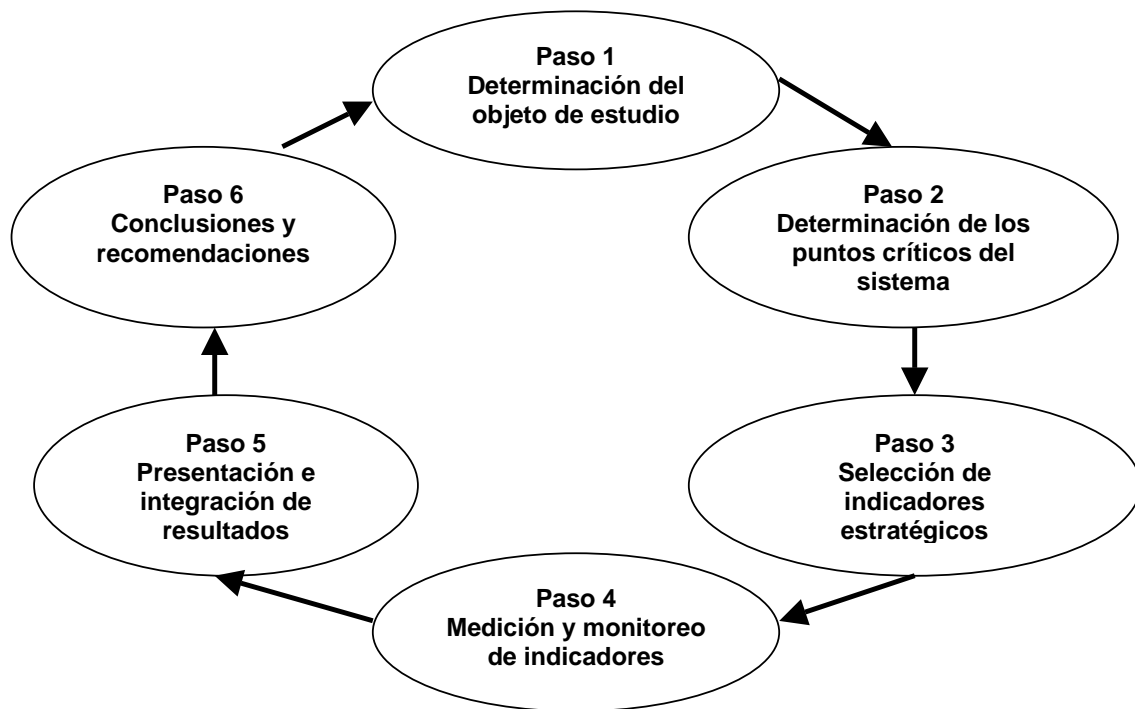 Paso 1
Determinación del
objeto de estudio
Paso 2
Determinación de los
puntos críticos del
sistema
Paso 3
Selección de
indicadores
estratégicos
Paso 4
Medición y monitoreo
de indicadores
Paso 5
Presentación e
integración de
resultados
Paso 6
Conclusiones y
recomendaciones